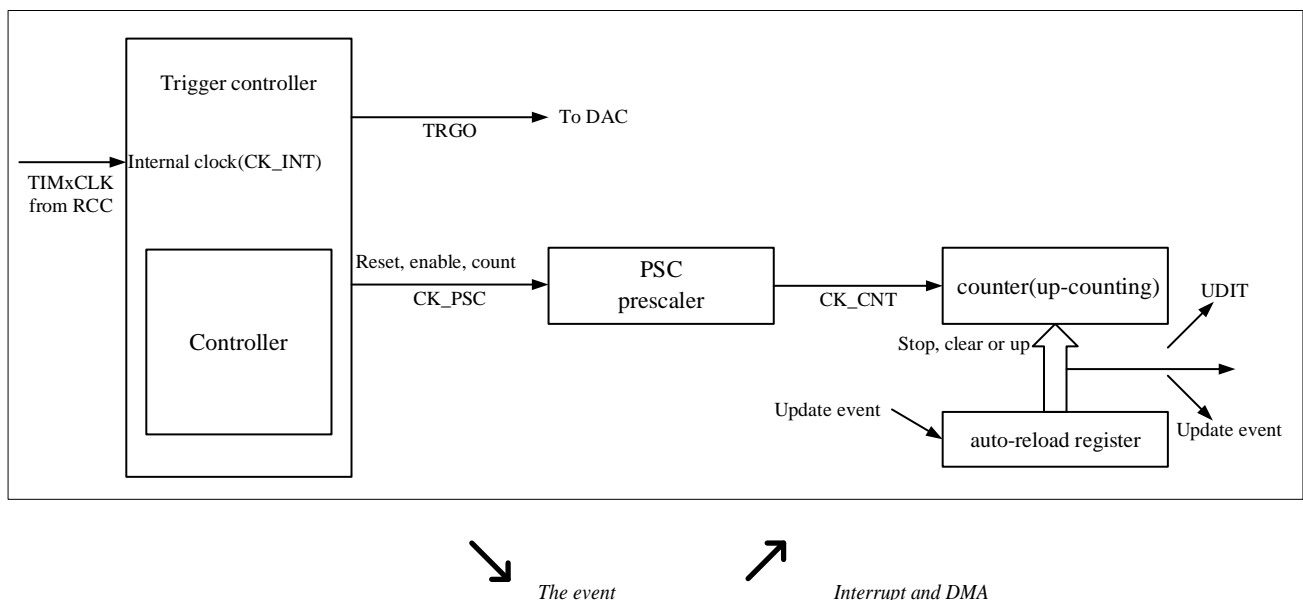 Trigger controller
TRGO
To DAC
Internal clock(CK_INT)
TIMxCLK
from RCC
Reset, enable, count
CK_PSC
PSC
prescaler
CK_CNT
counter(up-counting)
UDIT
Controller
Stop, clear or up
Update event
auto-reload register
Update event
The event
Interrupt and DMA